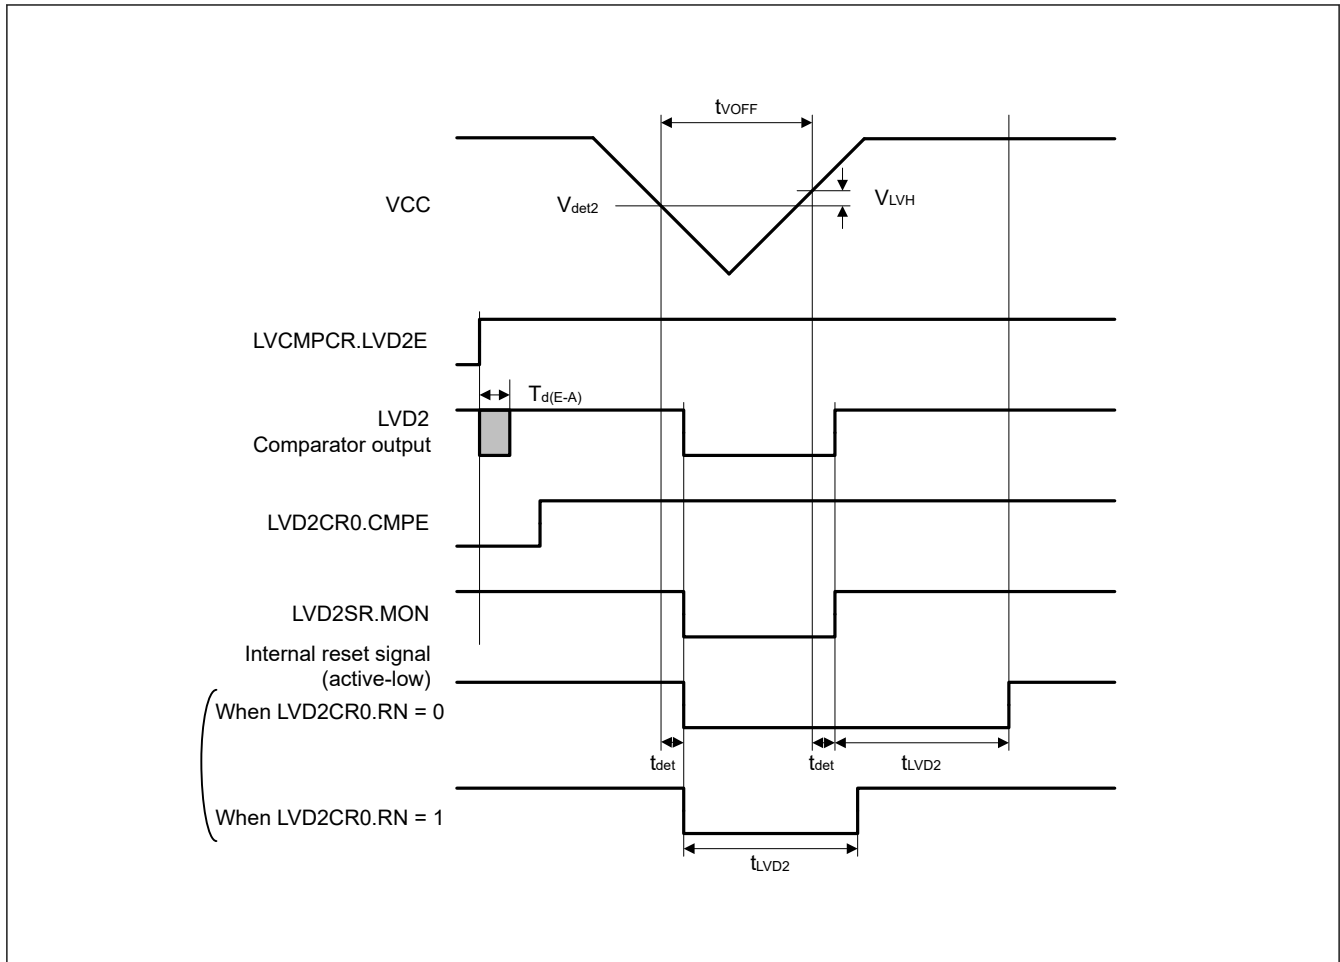 tVOFF
VCC
Vdet2
VLVH
LVCMPCR.LVD2E
Td(E-A)
LVD2
Comparator output
LVD2CR0.CMPE
LVD2SR.MON
Internal reset signal
(active-low)
When LVD2CR0.RN = 0
tdet
tdet
tLVD2
When LVD2CR0.RN = 1
tLVD2